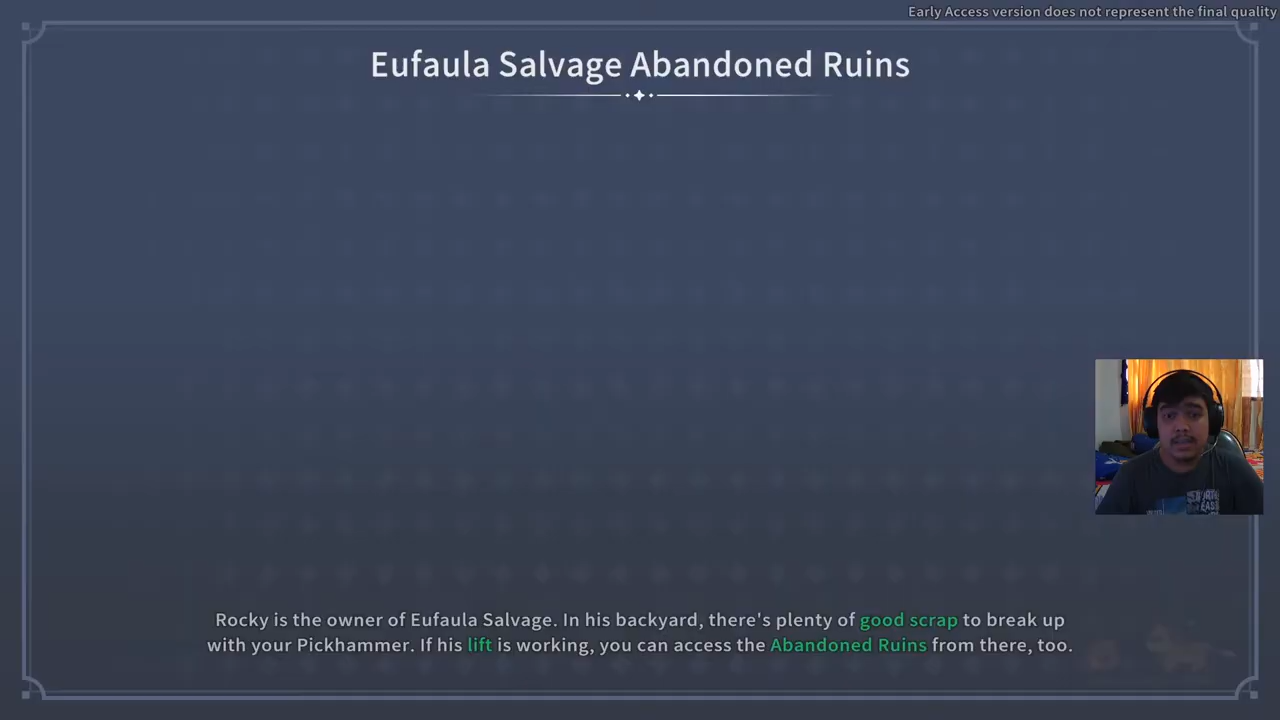 Early Access version does not represent the final quality
Eufaula Salvage Abandoned Ruins
Rocky is the owner of Eufaula Salvage. In his backyard, there's plenty of good scrap to break up
with your Pickhammer. If his lift is working, you can access the Abandoned Ruins from there, too.